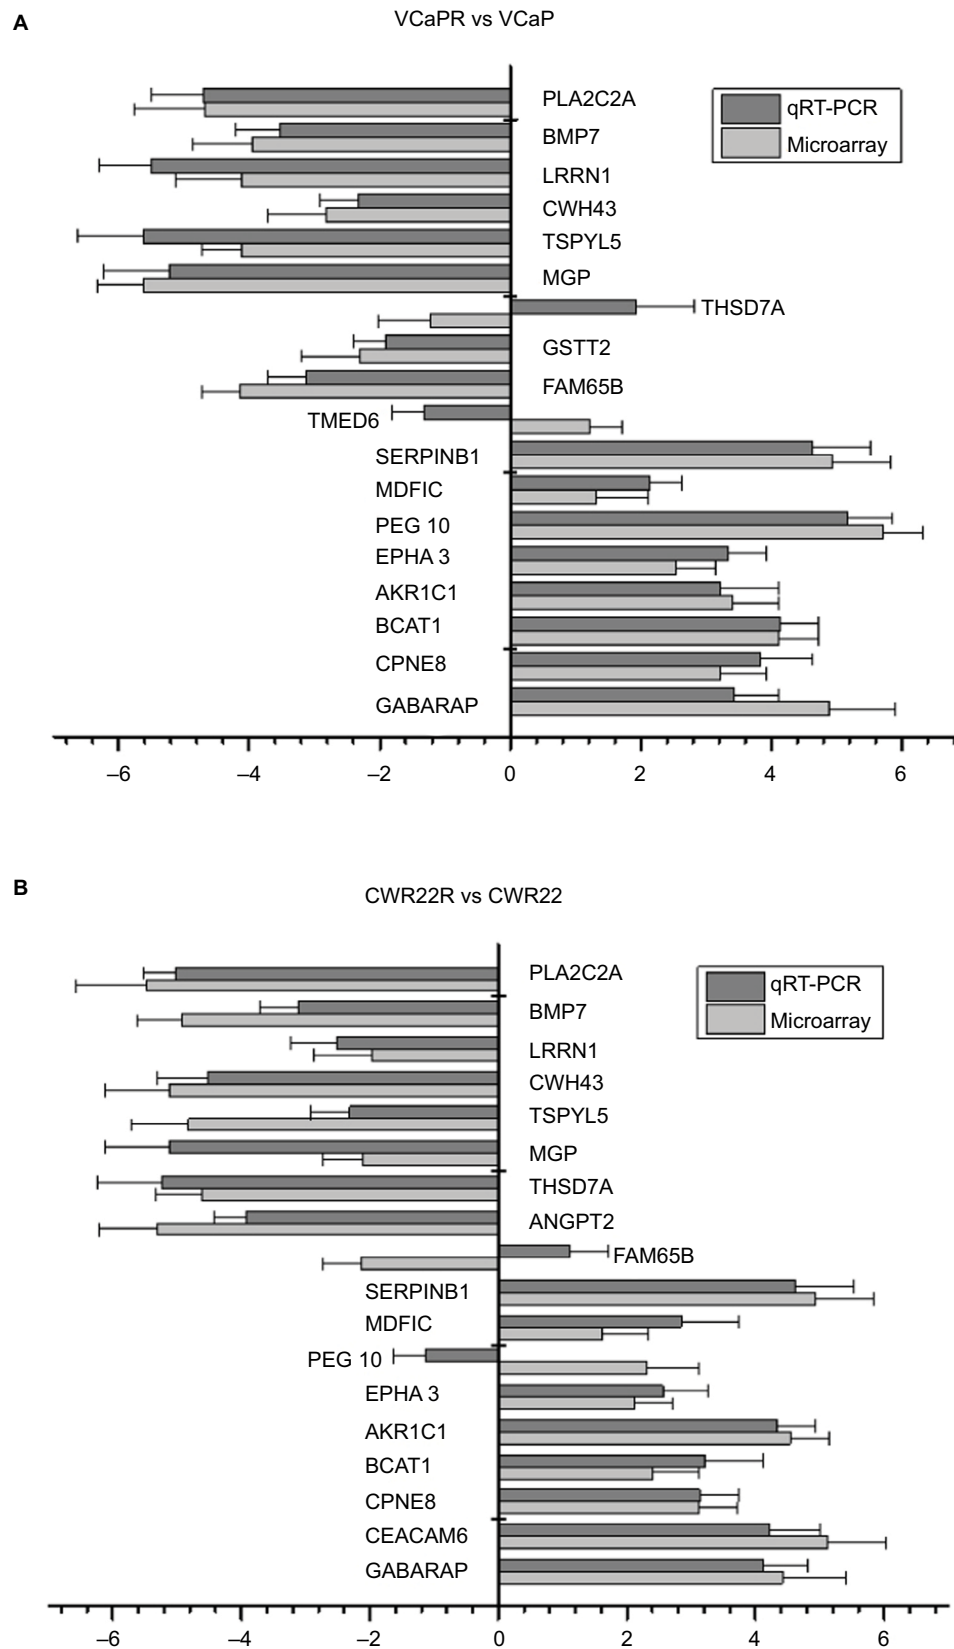 A
VCaPR vs VCaP
qRT-PCR
Microarray
PLA2C2A
BMP7
LRRN1
CWH43
TSPYL5
MGP
THSD7A
GSTT2
FAM65B
TMED6
SERPINB1
MDFIC
PEG 10
EPHA 3
AKR1C1
BCAT1
CPNE8
GABARAP
–6 –4 –2 0 2 4 6
B
CWR22R vs CWR22
qRT-PCR
Microarray
PLA2C2A
BMP7
LRRN1
CWH43
TSPYL5
MGP
THSD7A
ANGPT2
FAM65B
SERPINB1
MDFIC
PEG 10
EPHA 3
AKR1C1
BCAT1
CPNE8
CEACAM6
GABARAP
–6 –4 –2 0 2 4 6